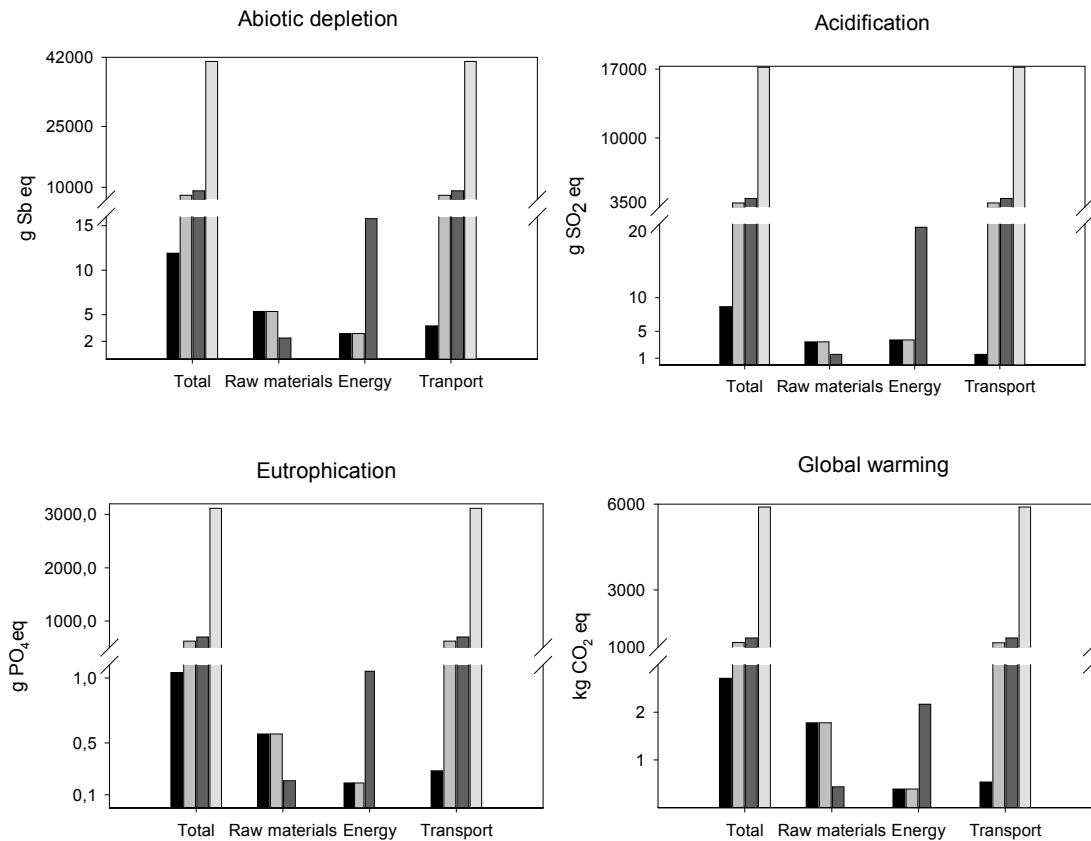 Abiotic depletion
42000
25000
10000
15
10
5
2
g Sb eq
Total Raw materials Energy Tranport
Acidification
17000
10000
3500
20
10
5
1
g SO2 eq
Total Raw materials Energy Transport
Eutrophication
3000,0
2000,0
1000,0
1,0
0,5
0,1
g PO4 eq
Total Raw materials Energy Transport
Global warming
6000
3000
1000
2
1
kg CO2 eq
Total Raw materials Energy Transport